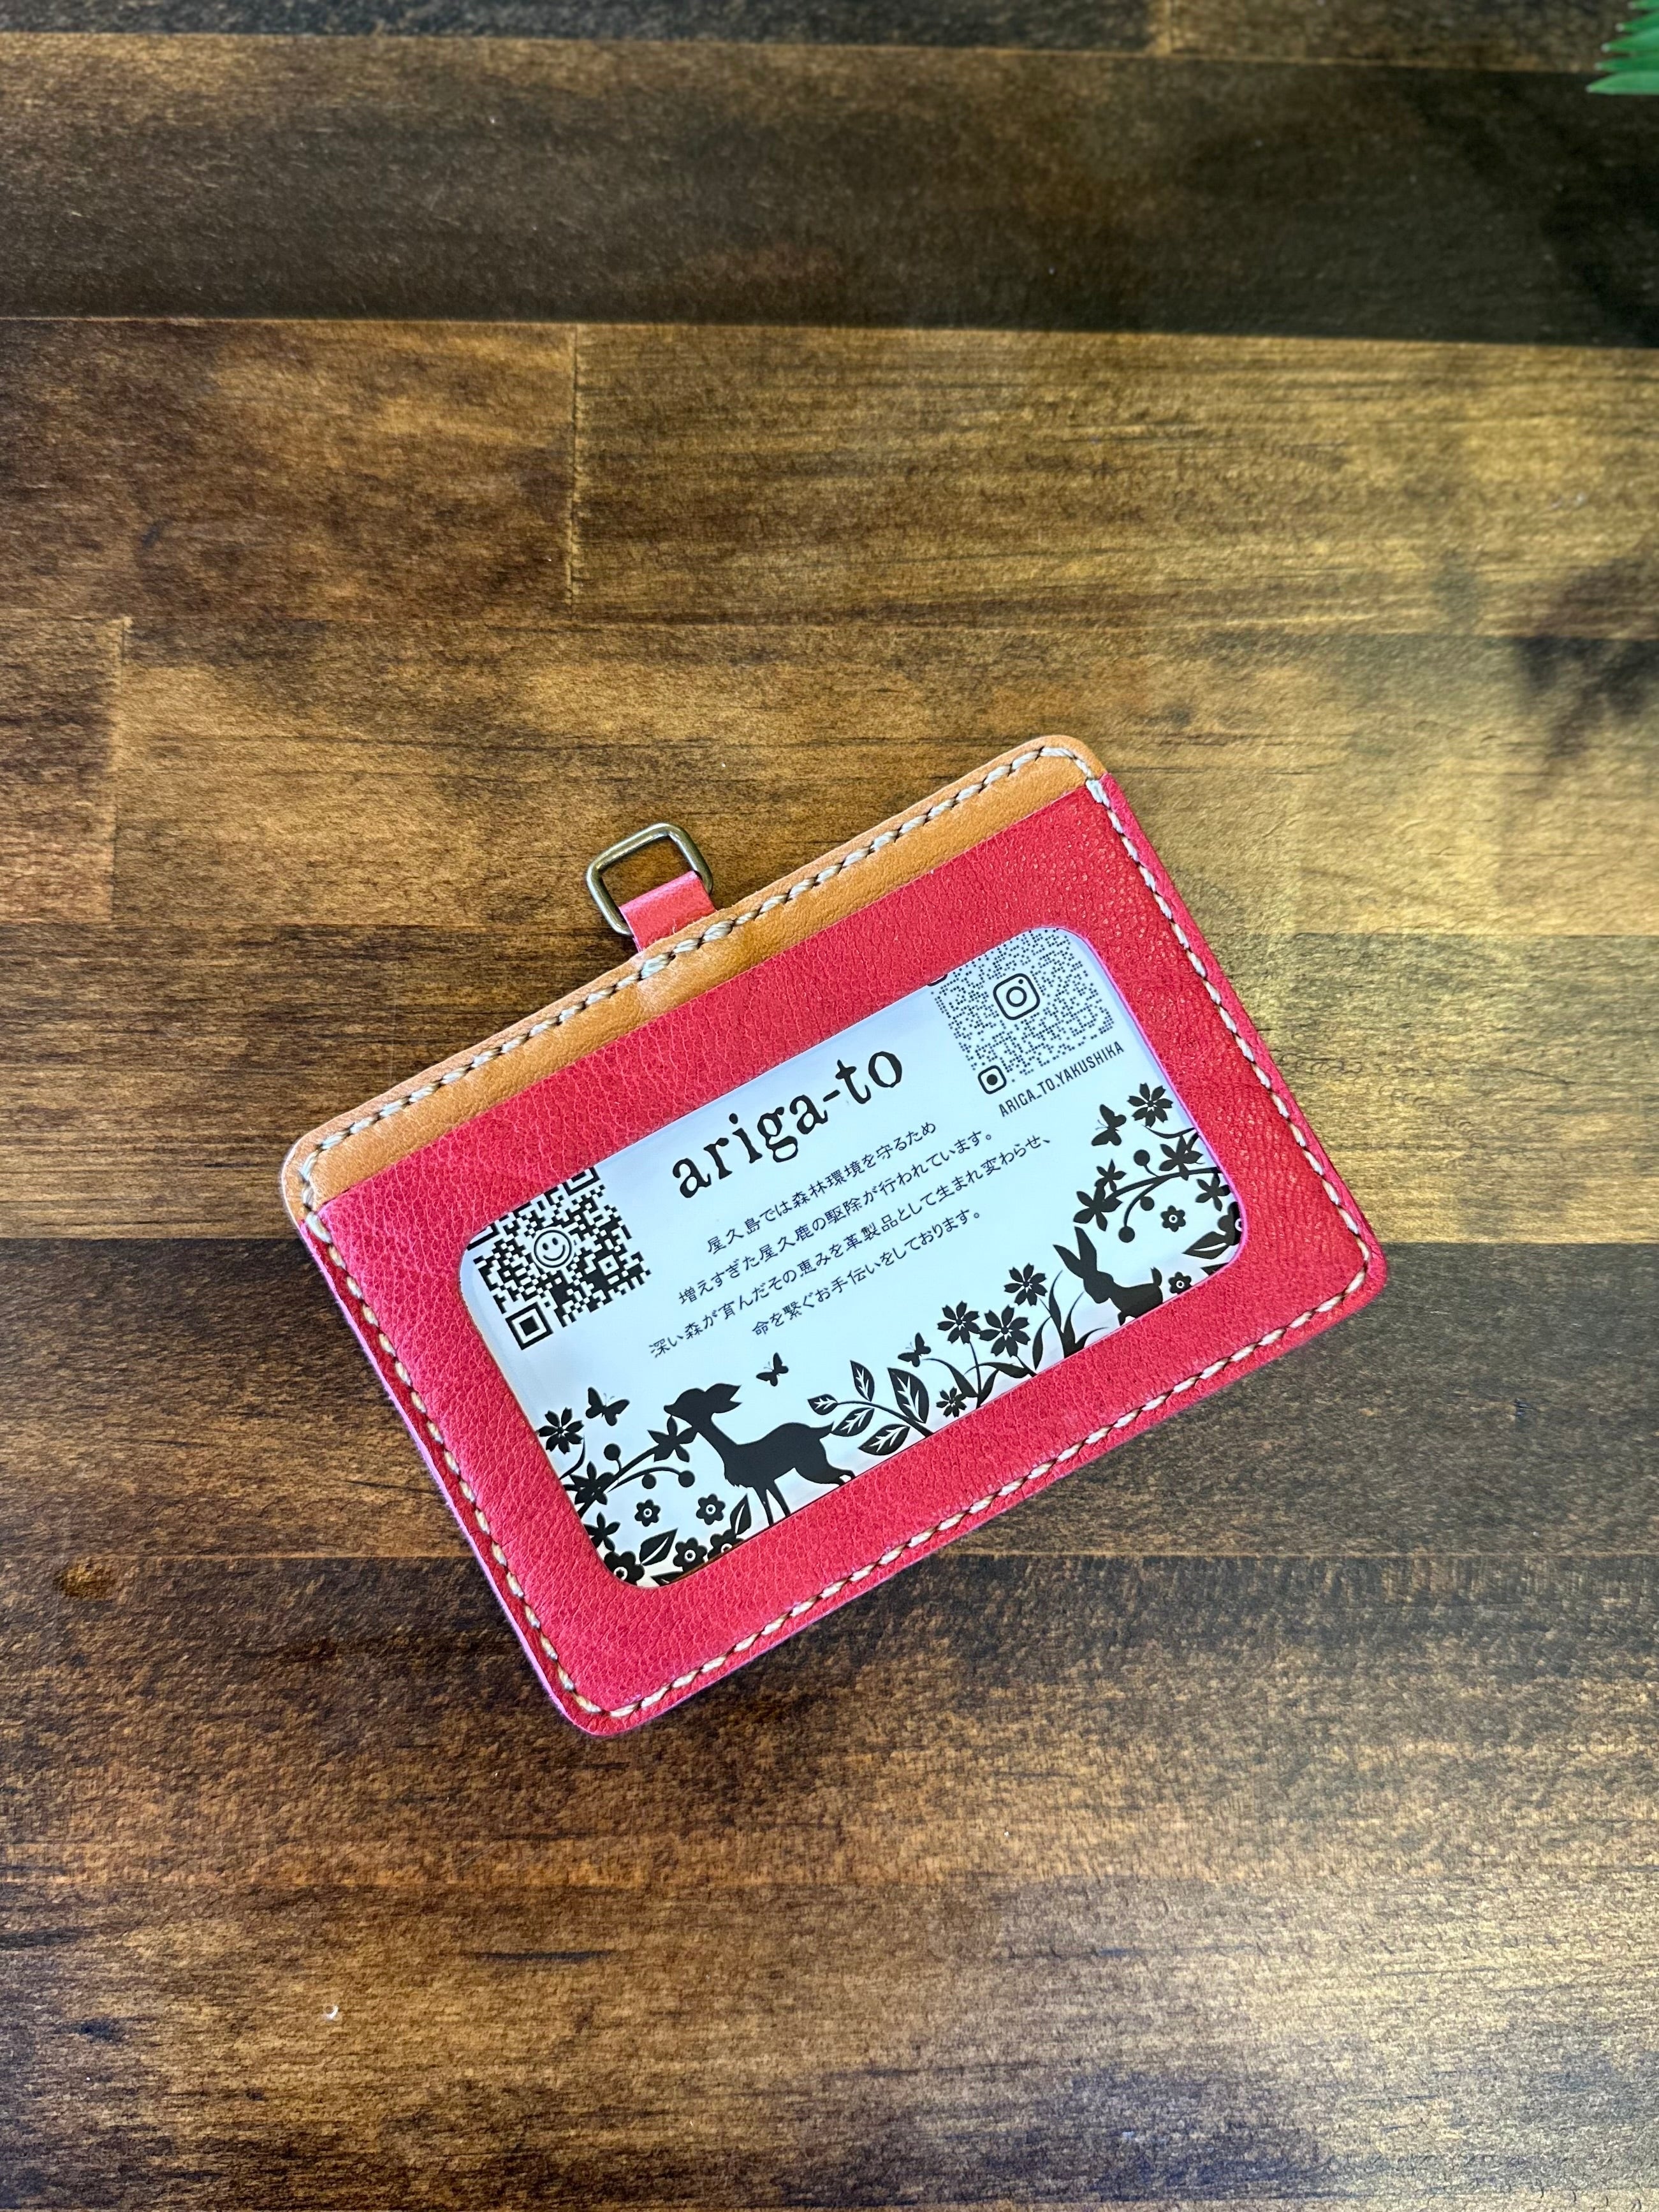 ariga-to
屋久島では森林環境を守るため
増えすぎた屋久鹿の駆除が行われています。
深い森が育んだその恵みを革製品として生まれ変わらせ、
命を繋ぐお手伝いをしております。
ARIGA_TO.YAKUSHIKA